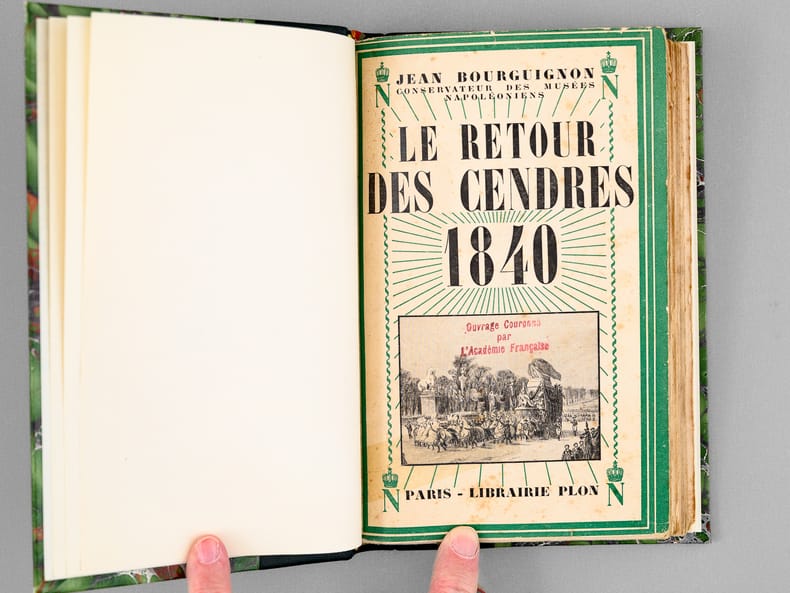 JEAN BOURGUIGNON
CONSERVATEUR DES MUSÉES
NAPOLÉONIENS
N N
LE RETOUR
DES CENDRES
1840
Ouvrage Couronné
par
L'Académie Française
N PARIS - LIBRAIRIE PLON N